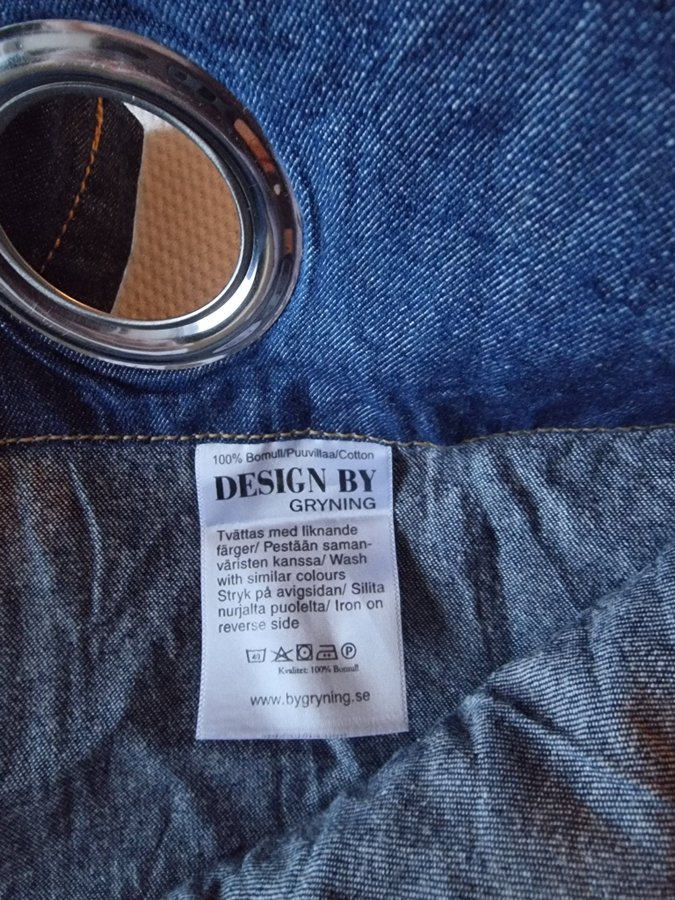 100% Bomull/Puuvillaa/Cotton
DESIGN BY
GRYNING
Tvättas med liknande
färger/ Pestään saman-
väristen kanssa/ Wash
with similar colours
Stryk på avigsidan/ Silita
nurjalta puolelta/ Iron on
reverse side
40 P
Kvalitet: 100% Bomull
www.bygryning.se